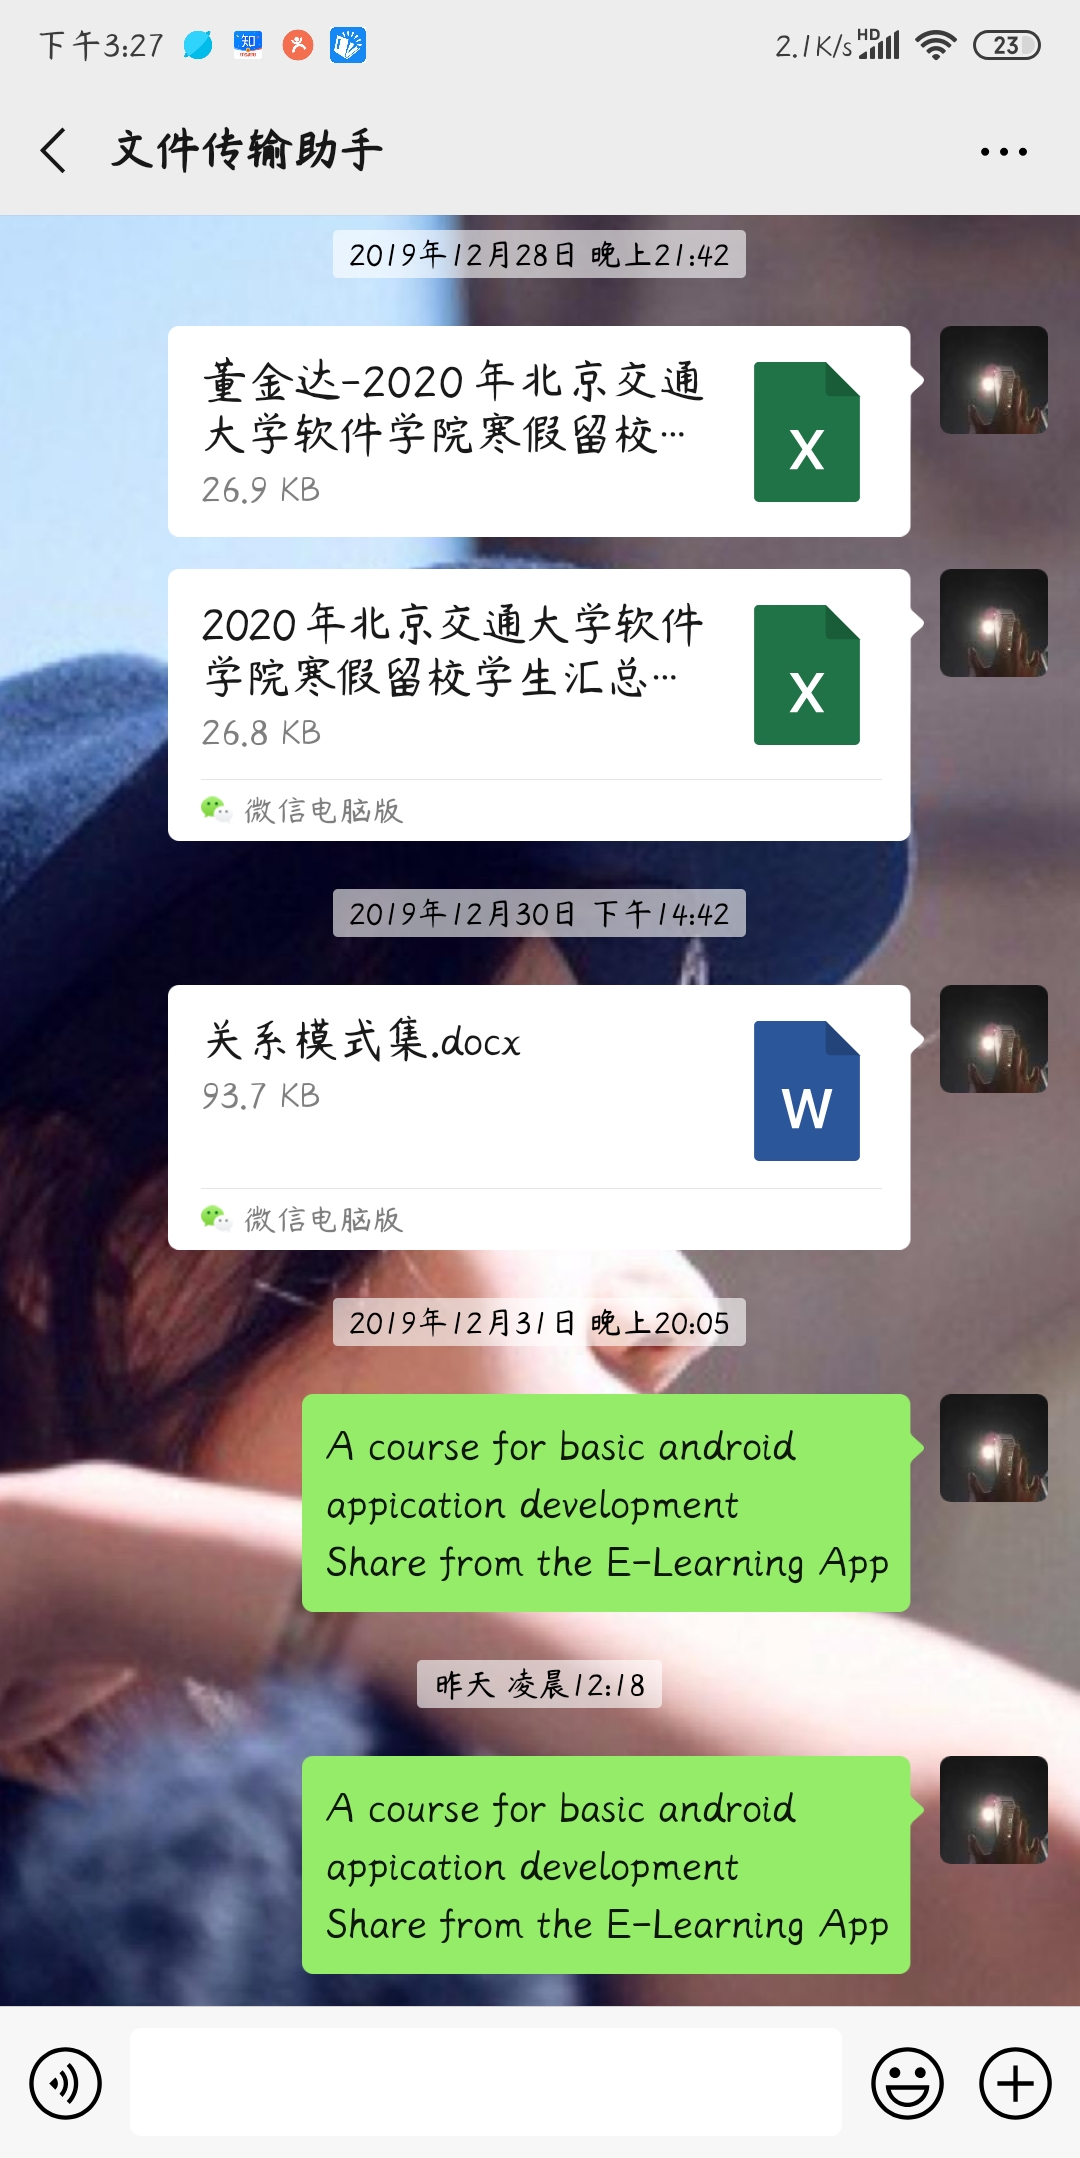 下午3:27
知
2.1K/s
HD
23
文件传输助手
2019年12月28日 晚上21:42
董金达-2020年北京交通
大学软件学院寒假留校…
X
26.9 KB
2020年北京交通大学软件
学院寒假留校学生汇总…
X
26.8 KB
微信电脑版
2019年12月30日 下午14:42
关系模式集.docx
93.7 KB
W
微信电脑版
2019年12月31日 晚上20:05
A course for basic android
appication development
Share from the E-Learning App
昨天 凌晨12:18
A course for basic android
appication development
Share from the E-Learning App